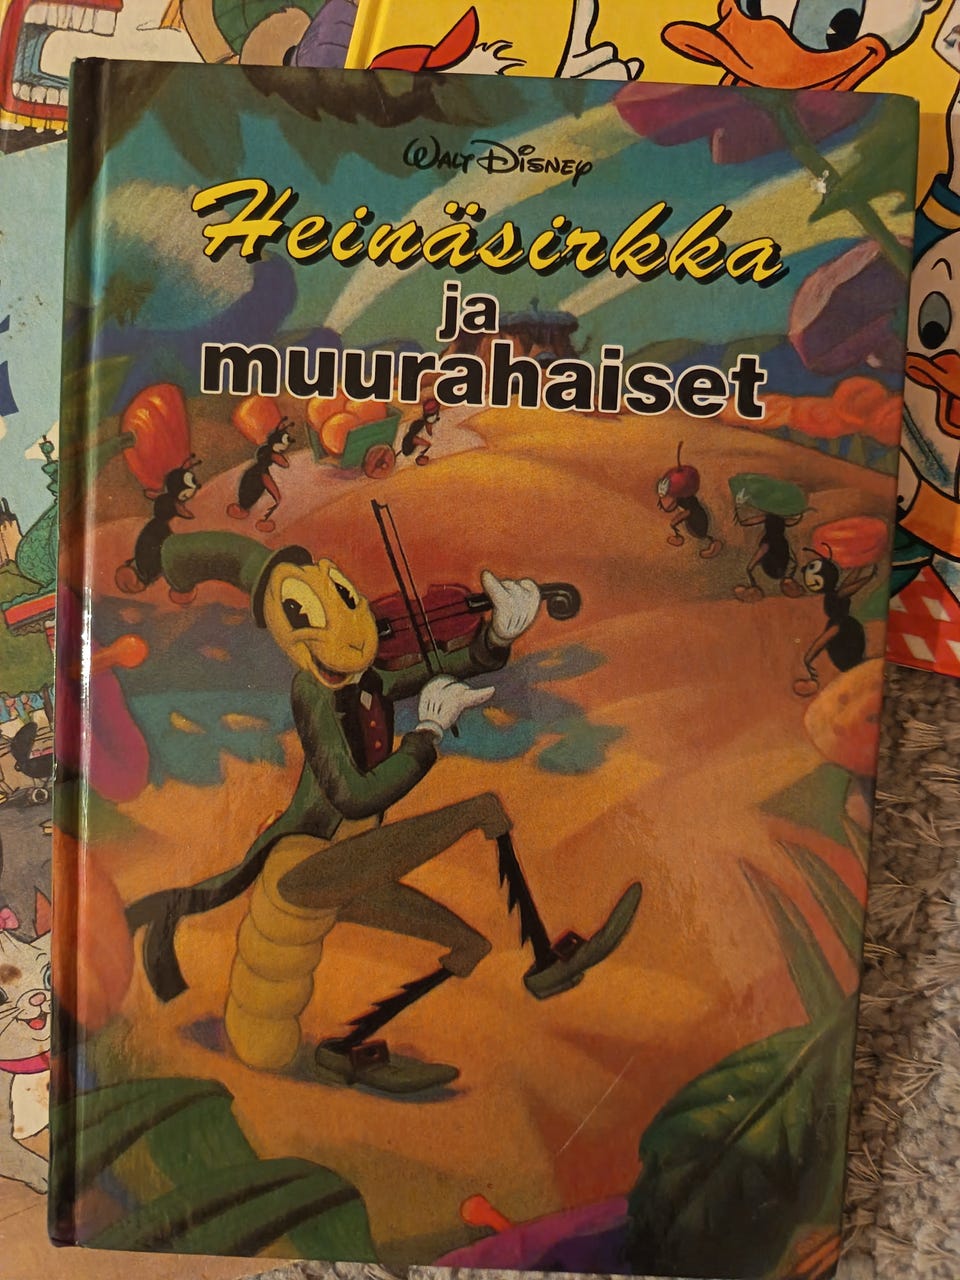 Walt Disney
Heinäsirkka
ja
muurahaiset